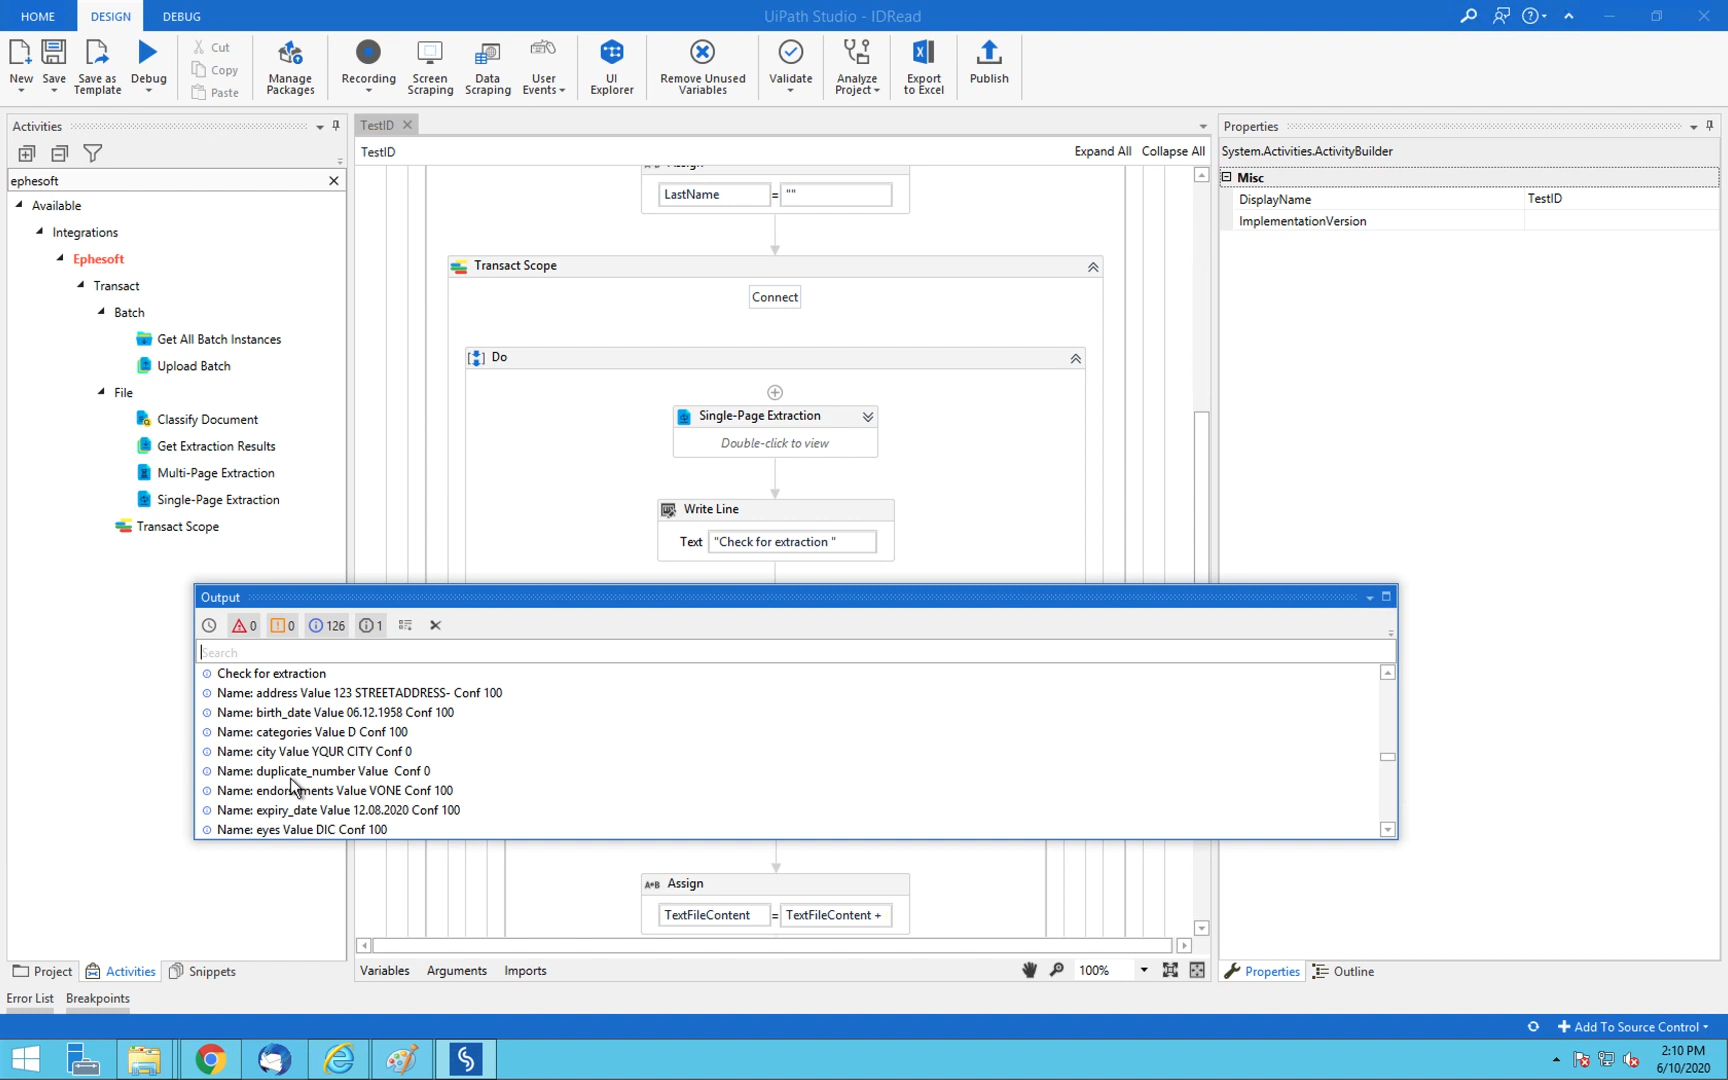 HOME
DESIGN
DEBUG
UiPath Studio - IDRead
New
Save
Save as Template
Debug
Cut
Copy
Paste
Manage Packages
Recording
Screen Scraping
Data Scraping
User Events
UI Explorer
Remove Unused Variables
Validate
Analyze Project
Export to Excel
Publish
Activities
ephesoft
Available
Integrations
Ephesoft
Transact
Batch
Get All Batch Instances
Upload Batch
File
Classify Document
Get Extraction Results
Multi-Page Extraction
Single-Page Extraction
Transact Scope
TestID
TestID
Expand All
Collapse All
Assign
LastName = ""
Transact Scope
Connect
Do
Single-Page Extraction
Double-click to view
Write Line
Text "Check for extraction "
Output
0
0
126
1
Search
Check for extraction
Name: address Value 123 STREETADDRESS- Conf 100
Name: birth_date Value 06.12.1958 Conf 100
Name: categories Value D Conf 100
Name: city Value YQUR CITY Conf 0
Name: duplicate_number Value  Conf 0
Name: endorsements Value VONE Conf 100
Name: expiry_date Value 12.08.2020 Conf 100
Name: eyes Value DIC Conf 100
A+B Assign
TextFileContent = TextFileContent +
Variables
Arguments
Imports
100%
Properties
System.Activities.ActivityBuilder
Misc
DisplayName TestID
ImplementationVersion
Project
Activities
Snippets
Properties
Outline
Error List
Breakpoints
Add To Source Control
2:10 PM
6/10/2020